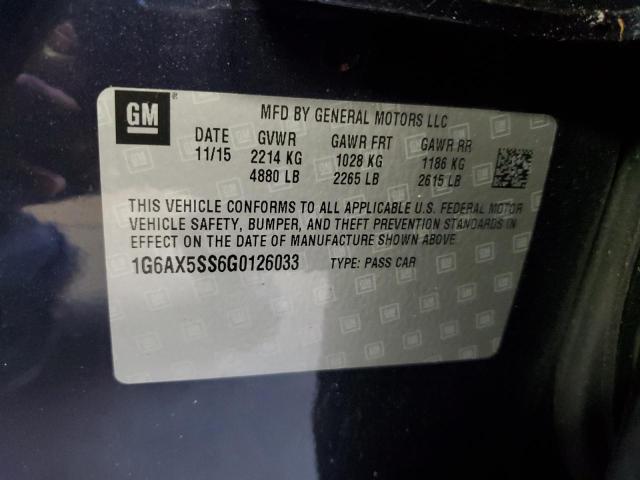 GM ®
MFD BY GENERAL MOTORS LLC
DATE GVWR GAWR FRT GAWR RR
11/15 2214 KG 1028 KG 1186 KG
4880 LB 2265 LB 2615 LB
THIS VEHICLE CONFORMS TO ALL APPLICABLE U.S. FEDERAL MOTOR
VEHICLE SAFETY, BUMPER, AND THEFT PREVENTION STANDARDS IN
EFFECT ON THE DATE OF MANUFACTURE SHOWN ABOVE.
1G6AX5SS6G0126033 TYPE: PASS CAR